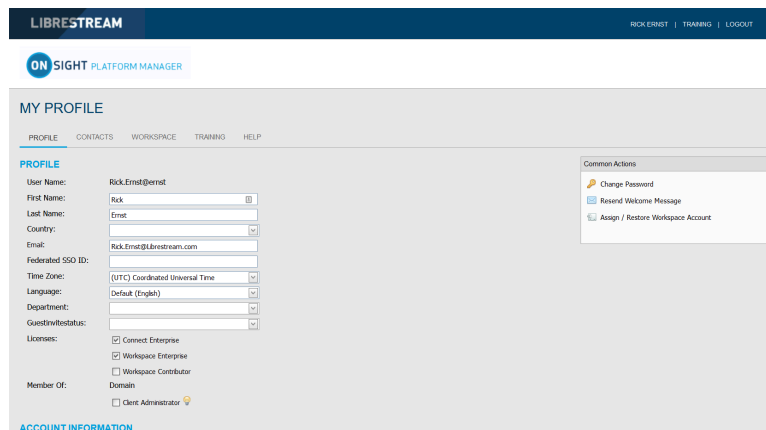 LIBRESTREAM
RICK ERNST | TRAINING | LOGOUT
ON SIGHT PLATFORM MANAGER
MY PROFILE
PROFILE CONTACTS WORKSPACE TRAINING HELP
PROFILE
User Name: Rick.Ernst@ernst
First Name: Rick
Last Name: Ernst
Country:
Email: Rick.Ernst@Librestream.com
Federated SSO ID:
Time Zone: (UTC) Coordinated Universal Time
Language: Default (English)
Department:
Guestinvitestatus:
Licenses: Connect Enterprise
Workspace Enterprise
Workspace Contributor
Member Of: Domain
Client Administrator
ACCOUNT INFORMATION
Common Actions
Change Password
Resend Welcome Message
Assign / Restore Workspace Account